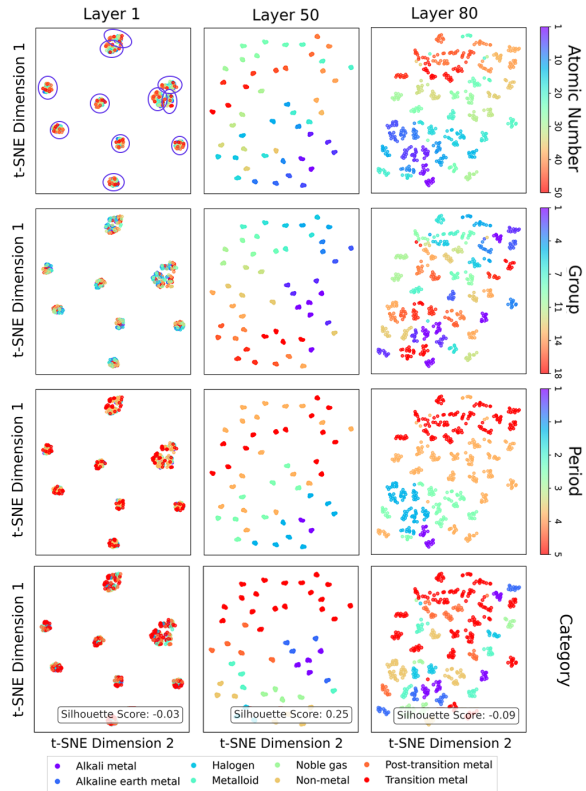 Layer 1 Layer 50 Layer 80
t-SNE Dimension 1
1
10
20
30
40
50
Atomic Number
t-SNE Dimension 1
1
4
7
11
14
18
Group
t-SNE Dimension 1
1
2
3
4
5
Period
t-SNE Dimension 1
Category
Silhouette Score: -0.03 Silhouette Score: 0.25 Silhouette Score: -0.09
t-SNE Dimension 2 t-SNE Dimension 2 t-SNE Dimension 2
Alkali metal Halogen Noble gas Post-transition metal
Alkaline earth metal Metalloid Non-metal Transition metal